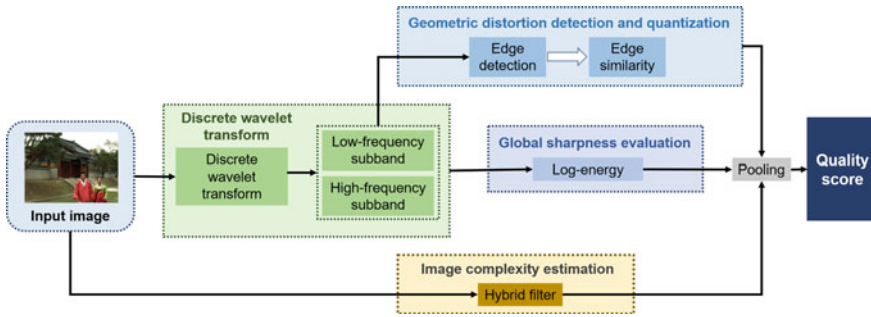 Geometric distortion detection and quantization
Edge
detection
Edge
similarity
Discrete wavelet
transform
Discrete
wavelet
transform
Low-frequency
subband
High-frequency
subband
Global sharpness evaluation
Log-energy
Pooling
Quality
score
Input image
Image complexity estimation
Hybrid filter